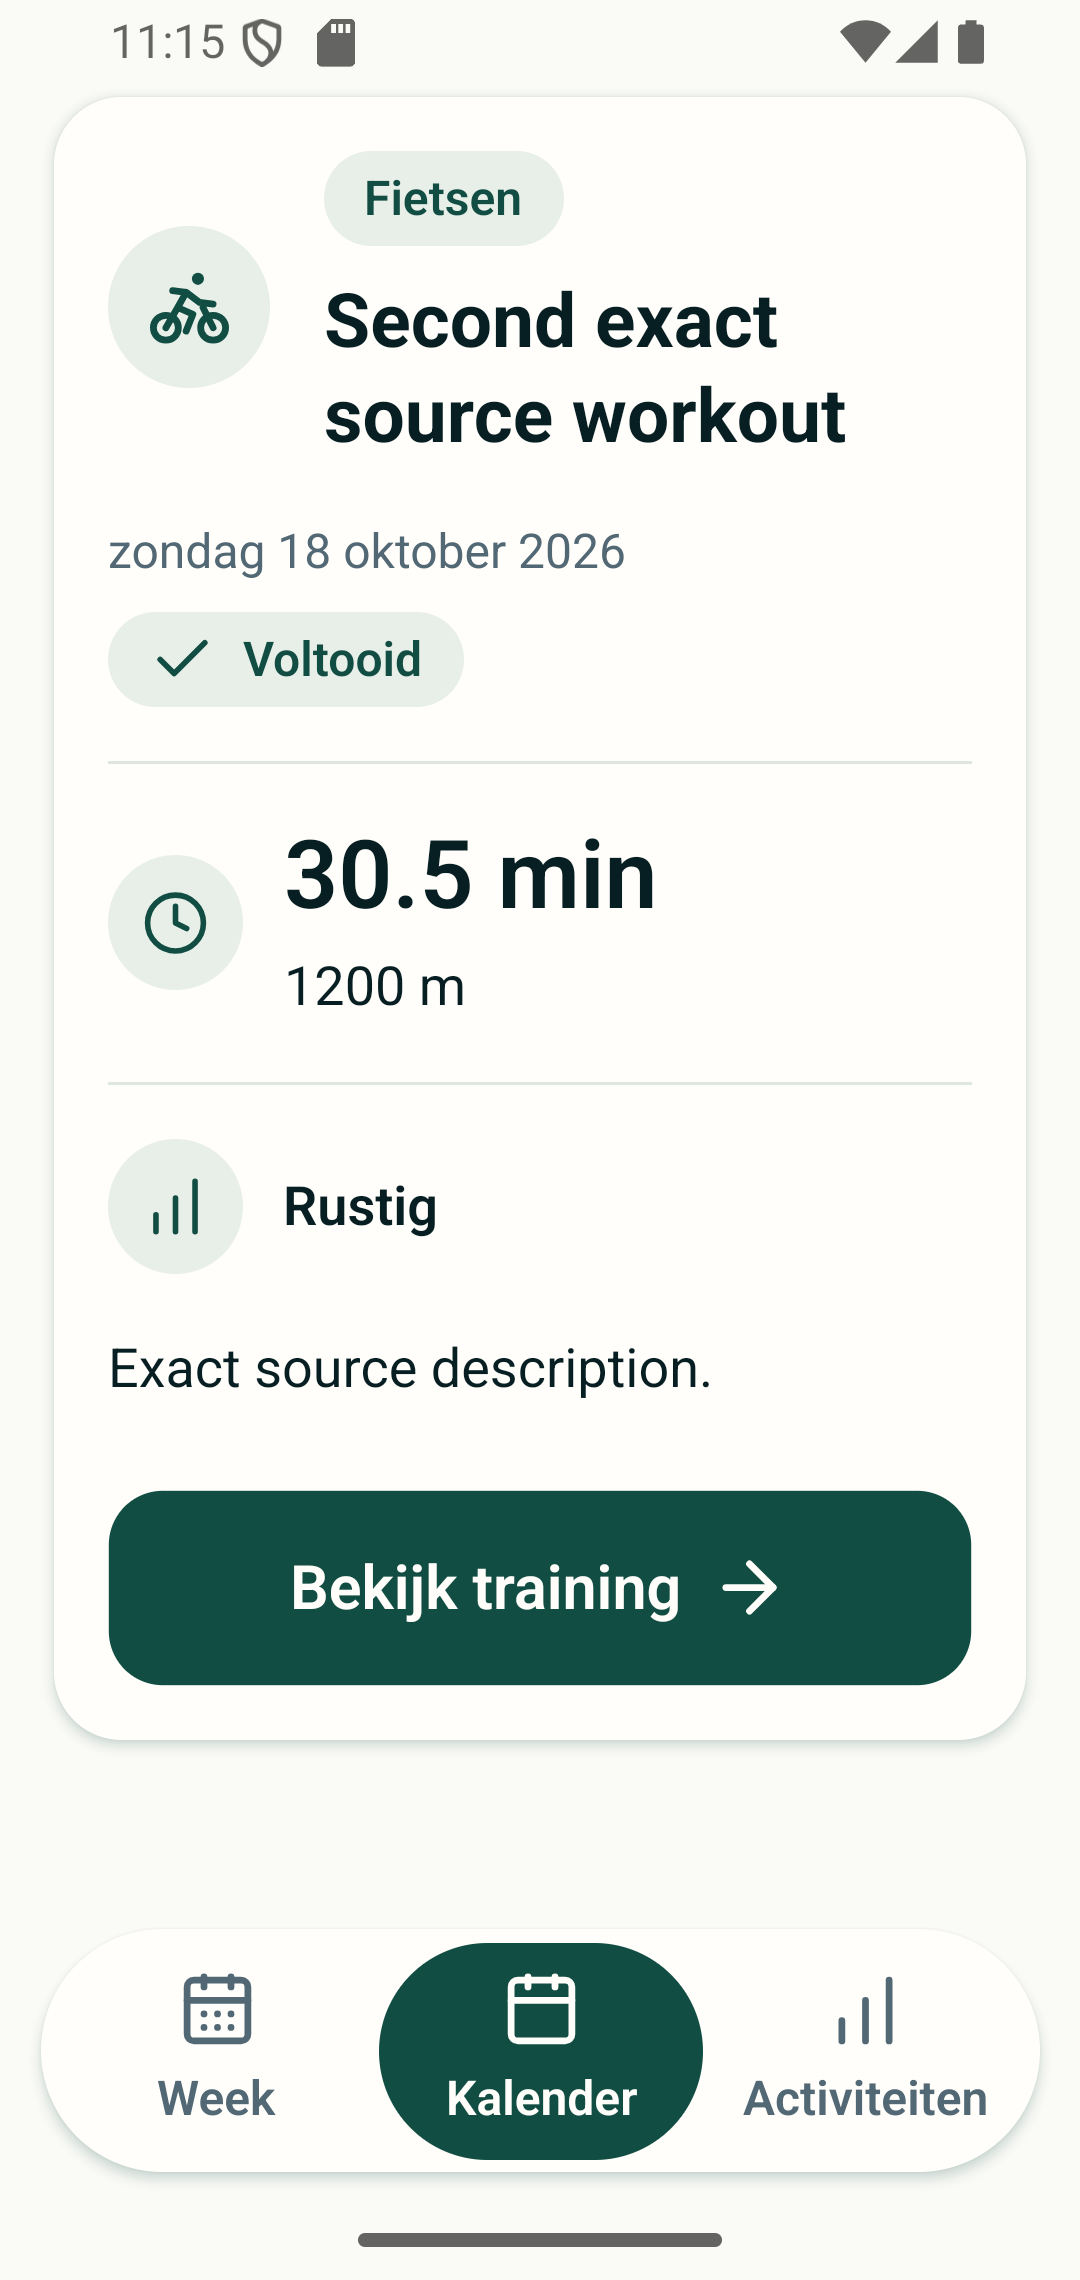 11:15
Fietsen
Second exact
source workout
zondag 18 oktober 2026
Voltooid
30.5 min
1200 m
Rustig
Exact source description.
Bekijk training
Week
Kalender
Activiteiten